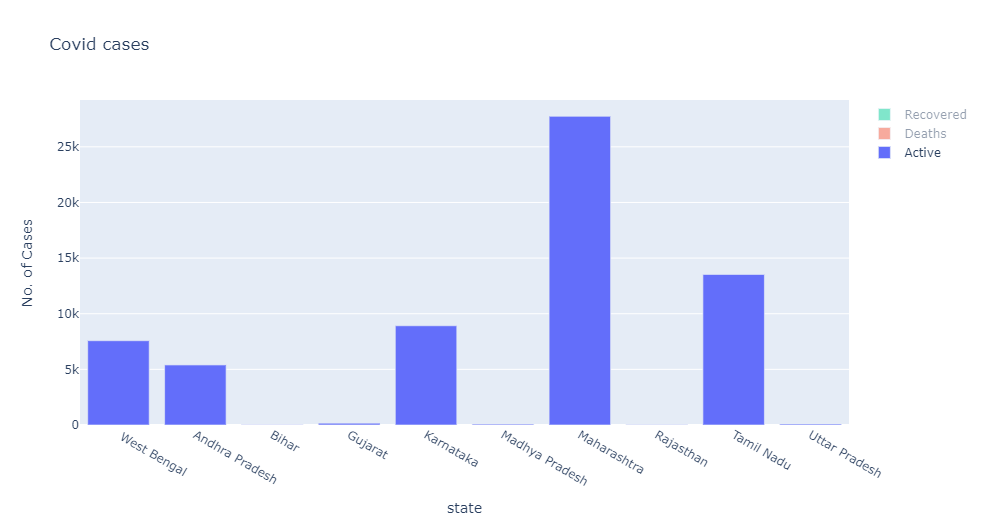 Covid cases
Recovered
Deaths
Active
25k
20k
15k
10k
5k
0
No. of Cases
West Bengal
Andhra Pradesh
Bihar
Gujarat
Karnataka
Madhya Pradesh
Maharashtra
Rajasthan
Tamil Nadu
Uttar Pradesh
state